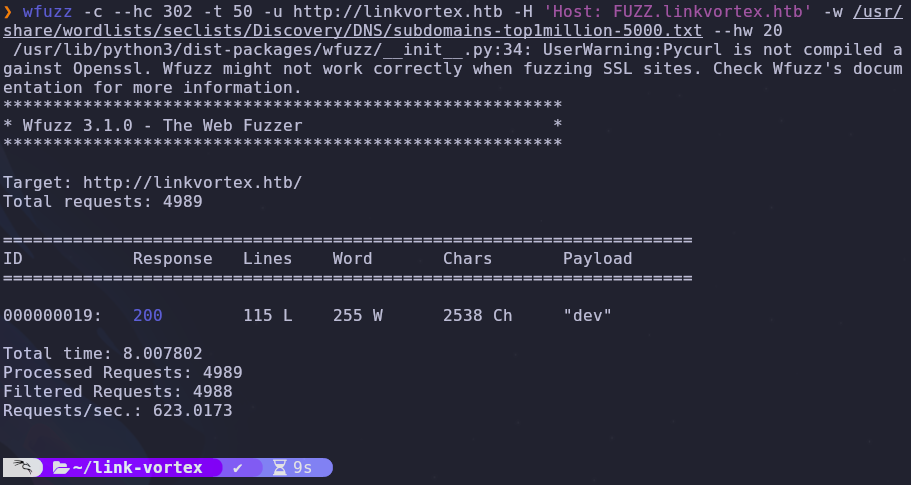 ❯ wfuzz -c --hc 302 -t 50 -u http://linkvortex.htb -H 'Host: FUZZ.linkvortex.htb' -w /usr/
share/wordlists/seclists/Discovery/DNS/subdomains-top1million-5000.txt --hw 20
/usr/lib/python3/dist-packages/wfuzz/__init__.py:34: UserWarning:Pycurl is not compiled a
gainst Openssl. Wfuzz might not work correctly when fuzzing SSL sites. Check Wfuzz's docum
entation for more information.
********************************************************
* Wfuzz 3.1.0 - The Web Fuzzer                         *
********************************************************
Target: http://linkvortex.htb/
Total requests: 4989
=====================================================================
ID           Response   Lines    Word       Chars       Payload
=====================================================================
000000019:   200        115 L    255 W      2538 Ch     "dev"
Total time: 8.007802
Processed Requests: 4989
Filtered Requests: 4988
Requests/sec.: 623.0173
~/link-vortex ✔ 9s